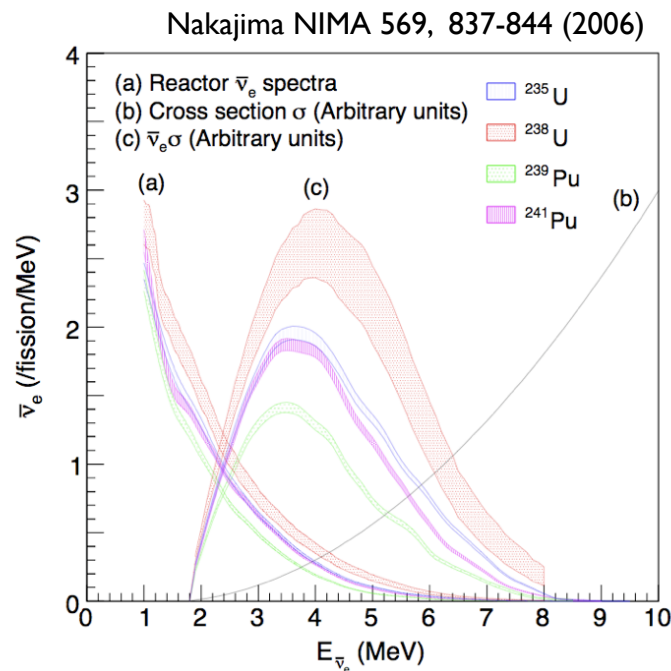 Nakajima NIMA 569, 837-844 (2006)
(a) Reactor ν̅ₑ spectra
(b) Cross section σ (Arbitrary units)
(c) ν̅ₑσ (Arbitrary units)
²³⁵U
²³⁸U
²³⁹Pu
²⁴¹Pu
(a)
(c)
(b)
ν̅ₑ (/fission/MeV)
4
3
2
1
0
0 1 2 3 4 5 6 7 8 9 10
E_ν̅ₑ (MeV)